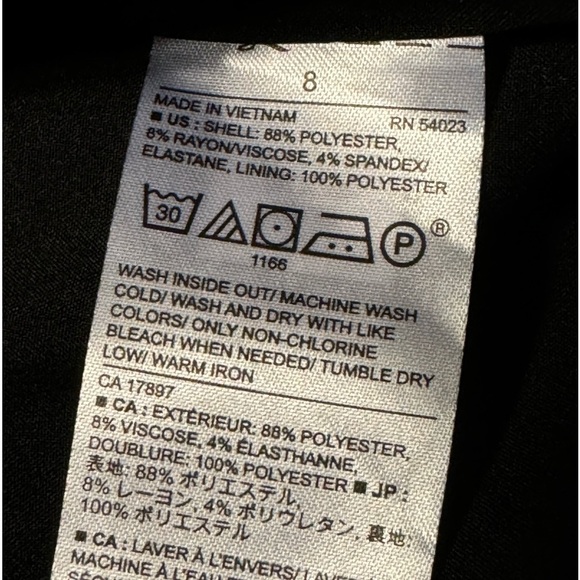 8
MADE IN VIETNAM RN 54023
■ US : SHELL: 88% POLYESTER,
8% RAYON/VISCOSE, 4% SPANDEX/
ELASTANE, LINING: 100% POLYESTER
30 P ®
1166
WASH INSIDE OUT/ MACHINE WASH
COLD/ WASH AND DRY WITH LIKE
COLORS/ ONLY NON-CHLORINE
BLEACH WHEN NEEDED/ TUMBLE DRY
LOW/ WARM IRON
CA 17897
■ CA : EXTÉRIEUR: 88% POLYESTER,
8% VISCOSE, 4% ÉLASTHANNE,
DOUBLURE: 100% POLYESTER ■ JP :
表地: 88% ポリエステル,
8% レーヨン, 4% ポリウレタン, 裏地:
100% ポリエステル
■ CA : LAVER À L'ENVERS/ LAVER
MACHINE À L'EAU